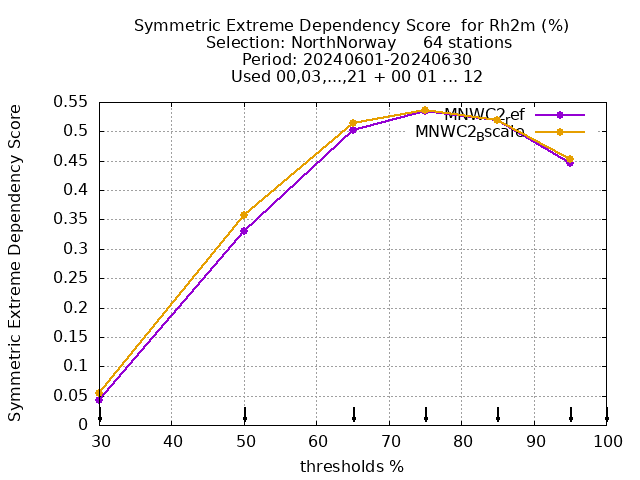 Symmetric Extreme Dependency Score  for Rh2m (%)
Selection: NorthNorway     64 stations
Period: 20240601-20240630
Used 00,03,...,21 + 00 01 ... 12
Symmetric Extreme Dependency Score
0.55
0.5
0.45
0.4
0.35
0.3
0.25
0.2
0.15
0.1
0.05
0
MNWC2_ref
MNWC2_Bscale
30 40 50 60 70 80 90 100
thresholds %